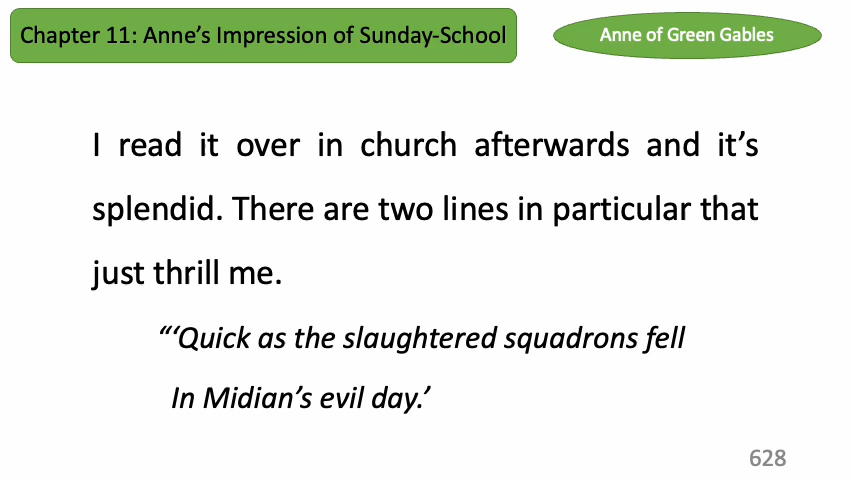 Chapter 11: Anne’s Impression of Sunday-School
Anne of Green Gables
I read it over in church afterwards and it’s
splendid. There are two lines in particular that
just thrill me.
“‘Quick as the slaughtered squadrons fell
In Midian’s evil day.’
628